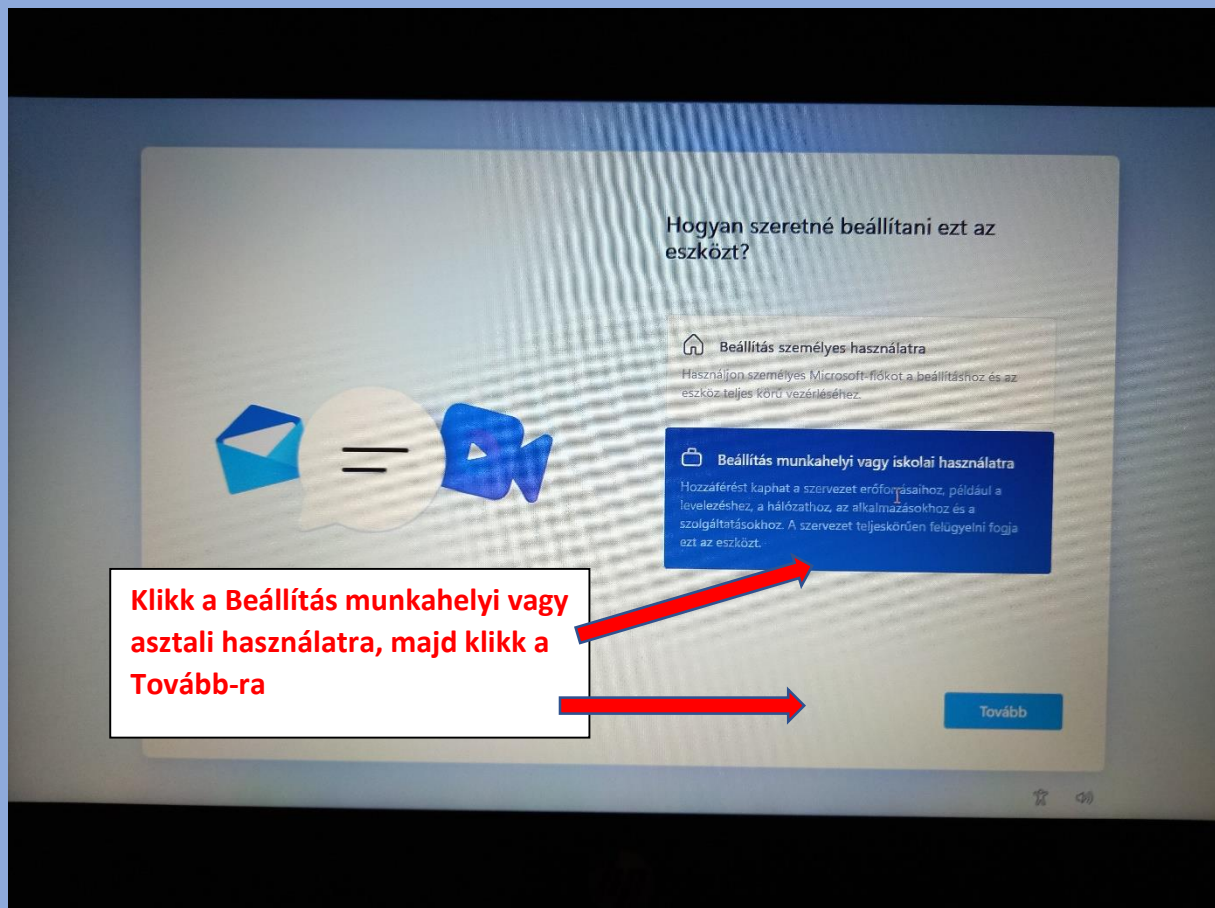 Hogyan szeretné beállítani ezt az
eszközt?
Beállítás személyes használatra
Használjon személyes Microsoft-fiókot a beállításhoz és az
eszköz teljes körű vezérléséhez.
Beállítás munkahelyi vagy iskolai használatra
Hozzáférést kaphat a szervezet erőforrásaihoz, például a
levelezéshez, a hálózathoz, az alkalmazásokhoz és a
szolgáltatásokhoz. A szervezet teljeskörűen felügyelni fogja
ezt az eszközt.
Klikk a Beállítás munkahelyi vagy
asztali használatra, majd klikk a
Tovább-ra
Tovább